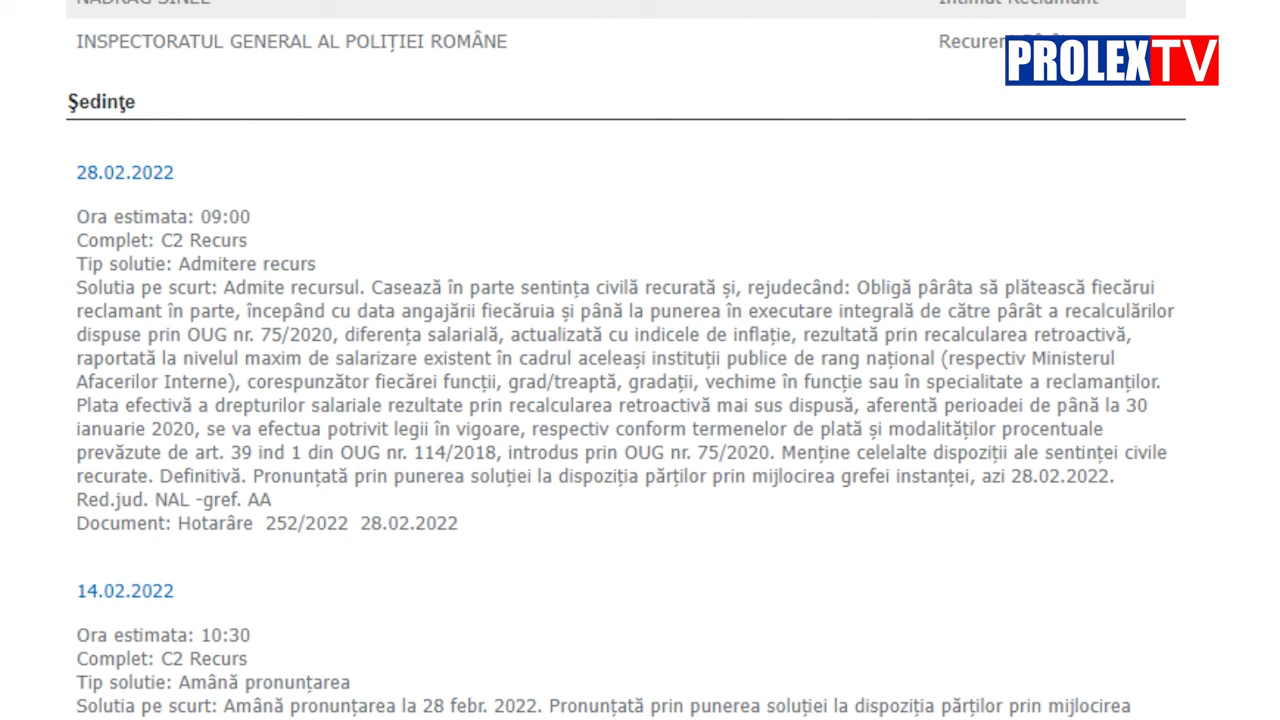 NADRAG SINEL
Intimat Reclamant
INSPECTORATUL GENERAL AL POLIȚIEI ROMÂNE
PROLEXTV
Şedinţe
28.02.2022
Ora estimata: 09:00
Complet: C2 Recurs
Tip solutie: Admitere recurs
Solutia pe scurt: Admite recursul. Casează în parte sentința civilă recurată și, rejudecând: Obligă pârâta să plătească fiecărui
reclamant în parte, începând cu data angajării fiecăruia și până la punerea în executare integrală de către pârât a recalculărilor
dispuse prin OUG nr. 75/2020, diferența salarială, actualizată cu indicele de inflație, rezultată prin recalcularea retroactivă,
raportată la nivelul maxim de salarizare existent în cadrul aceleași instituții publice de rang național (respectiv Ministerul
Afacerilor Interne), corespunzător fiecărei funcții, grad/treaptă, gradații, vechime în funcție sau în specialitate a reclamanților.
Plata efectivă a drepturilor salariale rezultate prin recalcularea retroactivă mai sus dispusă, aferentă perioadei de până la 30
ianuarie 2020, se va efectua potrivit legii în vigoare, respectiv conform termenelor de plată și modalităților procentuale
prevăzute de art. 39 ind 1 din OUG nr. 114/2018, introdus prin OUG nr. 75/2020. Menține celelalte dispoziții ale sentinței civile
recurate. Definitivă. Pronunțată prin punerea soluției la dispoziția părților prin mijlocirea grefei instanței, azi 28.02.2022.
Red.jud. NAL -gref. AA
Document: Hotarâre 252/2022 28.02.2022
14.02.2022
Ora estimata: 10:30
Complet: C2 Recurs
Tip solutie: Amână pronunțarea
Solutia pe scurt: Amână pronunțarea la 28 febr. 2022. Pronunțată prin punerea soluției la dispoziția părților prin mijlocirea